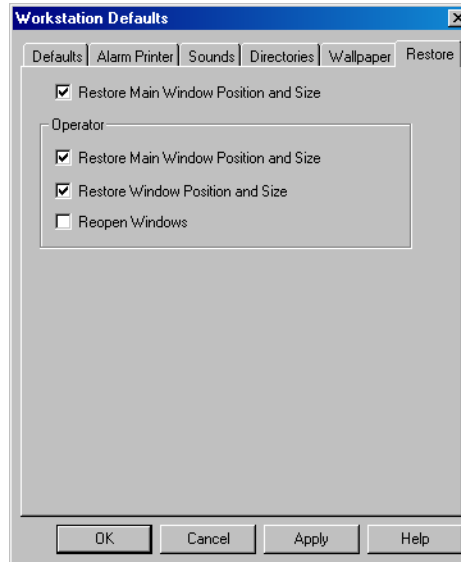 Workstation Defaults
Defaults Alarm Printer Sounds Directories Wallpaper Restore
Restore Main Window Position and Size
Operator
Restore Main Window Position and Size
Restore Window Position and Size
Reopen Windows
OK Cancel Apply Help